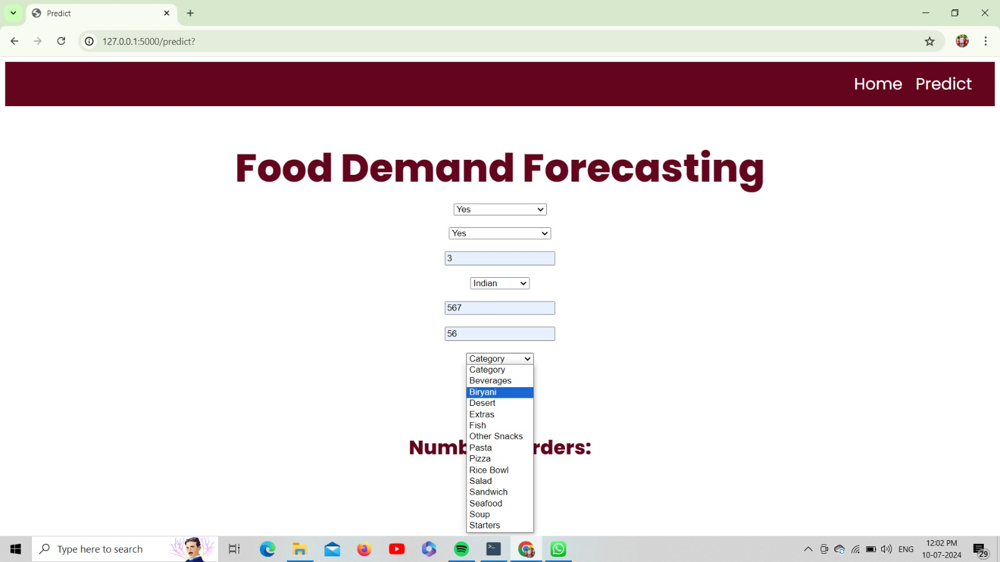 Predict
127.0.0.1:5000/predict?
Home Predict
Food Demand Forecasting
Yes
Yes
3
Indian
567
56
Category
Category
Beverages
Biryani
Desert
Extras
Fish
Other Snacks
Numb rders:
Pasta
Pizza
Rice Bowl
Salad
Sandwich
Seafood
Soup
Starters
Type here to search
ENG
12:02 PM
10-07-2024
29